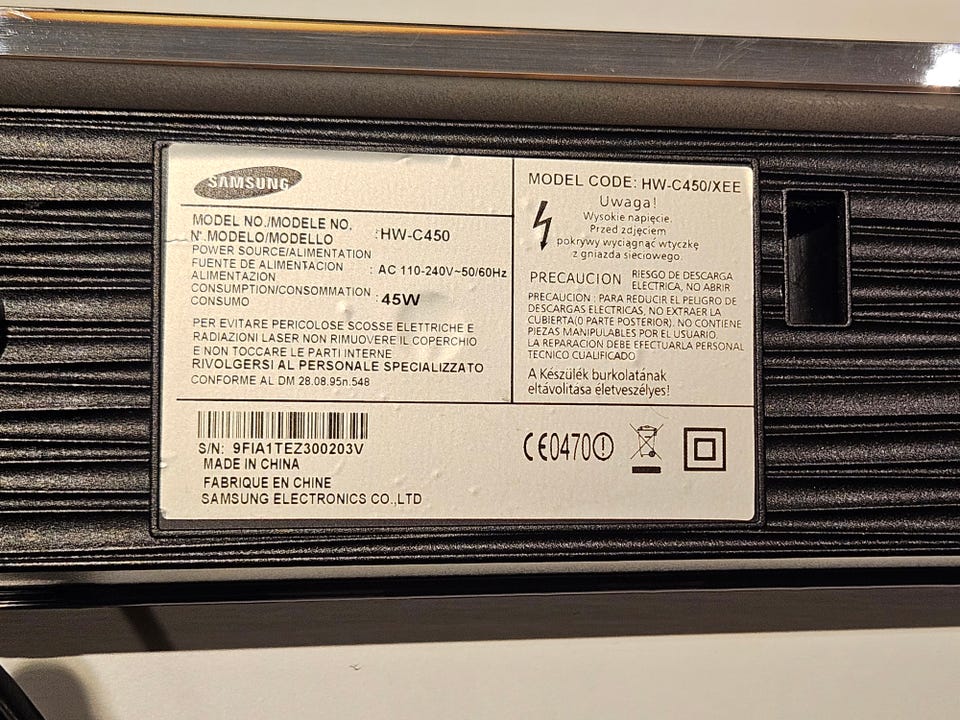 SAMSUNG
MODEL NO./MODELE NO.
N°.MODELO/MODELLO :HW-C450
POWER SOURCE/ALIMENTATION
FUENTE DE ALIMENTACION : AC 110-240V~50/60Hz
ALIMENTAZION
CONSUMPTION/CONSOMMATION : 45W
CONSUMO
PER EVITARE PERICOLOSE SCOSSE ELETTRICHE E
RADIAZIONI LASER NON RIMUOVERE IL COPERCHIO
E NON TOCCARE LE PARTI INTERNE
RIVOLGERSI AL PERSONALE SPECIALIZZATO
CONFORME AL DM 28.08.95n.548
MODEL CODE: HW-C450/XEE
Uwaga!
Wysokie napięcie.
Przed zdjęciem
pokrywy wyciągnąć wtyczkę
z gniazda sieciowego.
PRECAUCION RIESGO DE DESCARGA
ELECTRICA, NO ABRIR
PRECAUCION : PARA REDUCIR EL PELIGRO DE
DESCARGAS ELECTRICAS, NO EXTRAER LA
CUBIERTA(0 PARTE POSTERIOR). NO CONTIENE
PIEZAS MANIPULABLES POR EL USUARIO
LA REPARACION DEBE EFECTUARLA PERSONAL
TECNICO CUALIFICADO
A Készülék burkolatának
eltávolítasa életveszélyes!
S/N: 9FIA1TEZ300203V
MADE IN CHINA
FABRIQUE EN CHINE
SAMSUNG ELECTRONICS CO.,LTD
CE0470